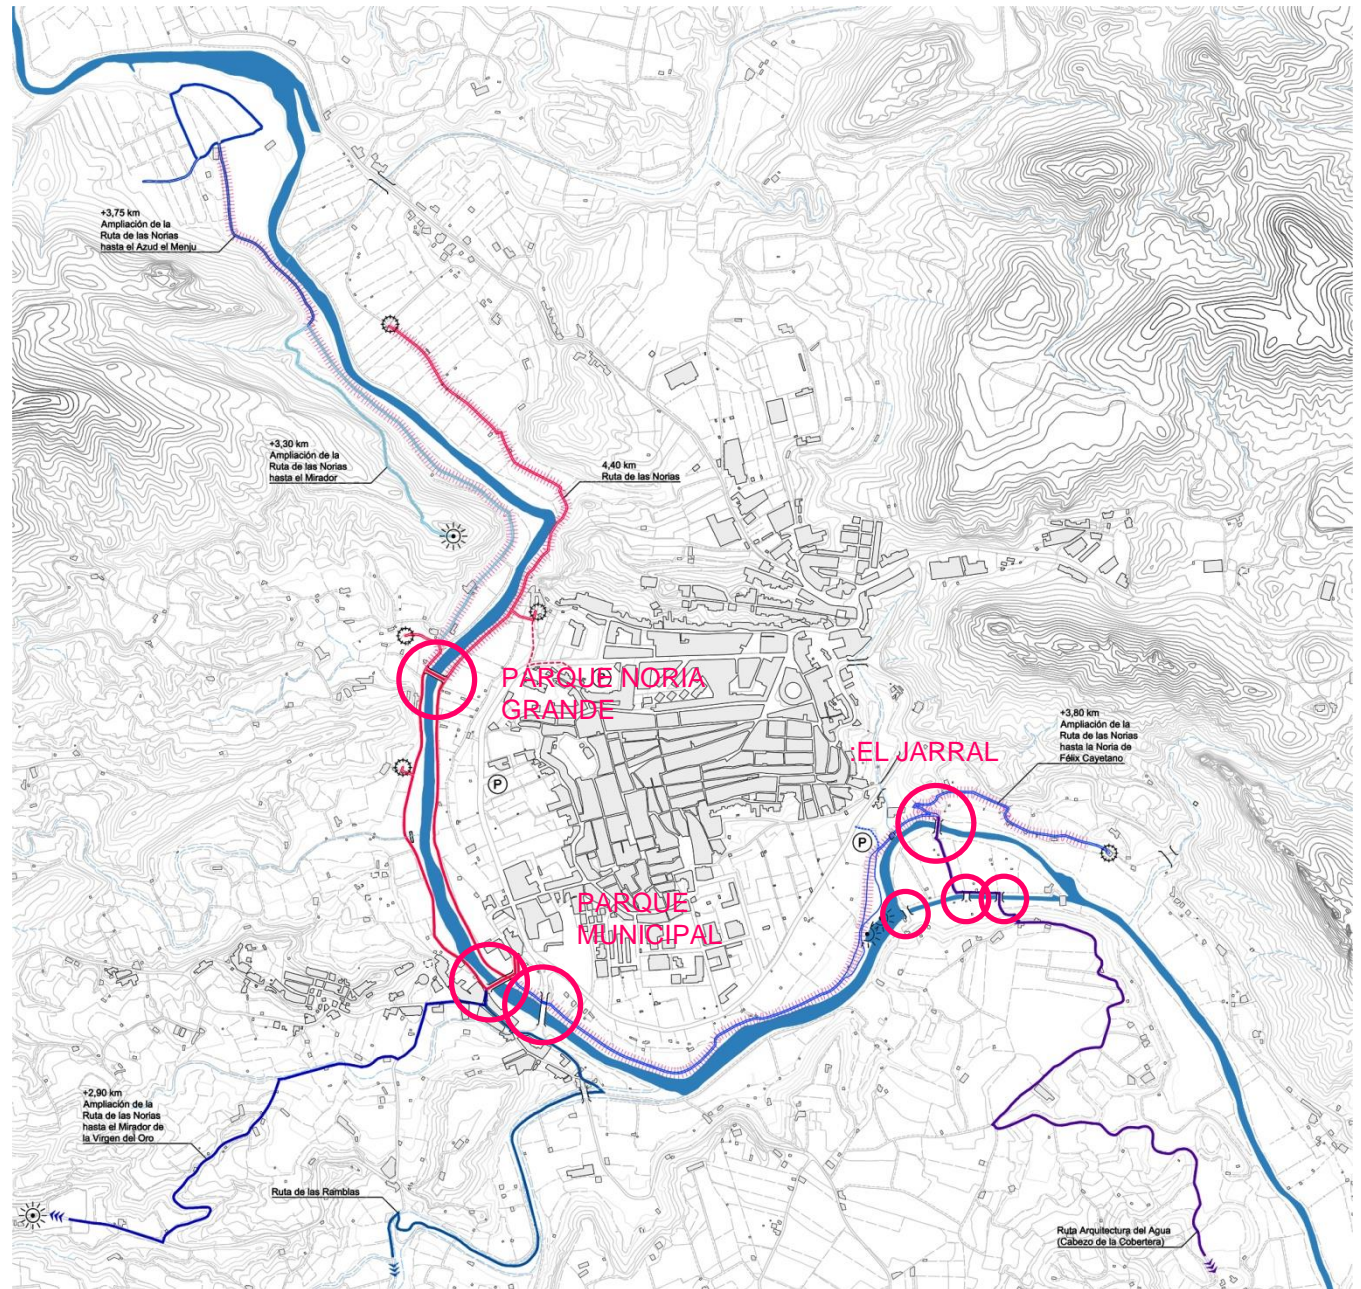 +3,75 km
Ampliación de la
Ruta de las Norias
hasta el Azud el Menju
+3,30 km
Ampliación de la
Ruta de las Norias
hasta el Mirador
4,40 km
Ruta de las Norias
PARQUE NORIA
GRANDE
+3,80 km
Ampliación de la
Ruta de las Norias
hasta la Noria de
Félix Cayetano
EL JARRAL
P
P
PARQUE
MUNICIPAL
+2,90 km
Ampliación de la
Ruta de las Norias
hasta el Mirador de
la Virgen del Oro
Ruta de las Ramblas
Ruta Arquitectura del Agua
(Cabezo de la Cobertera)